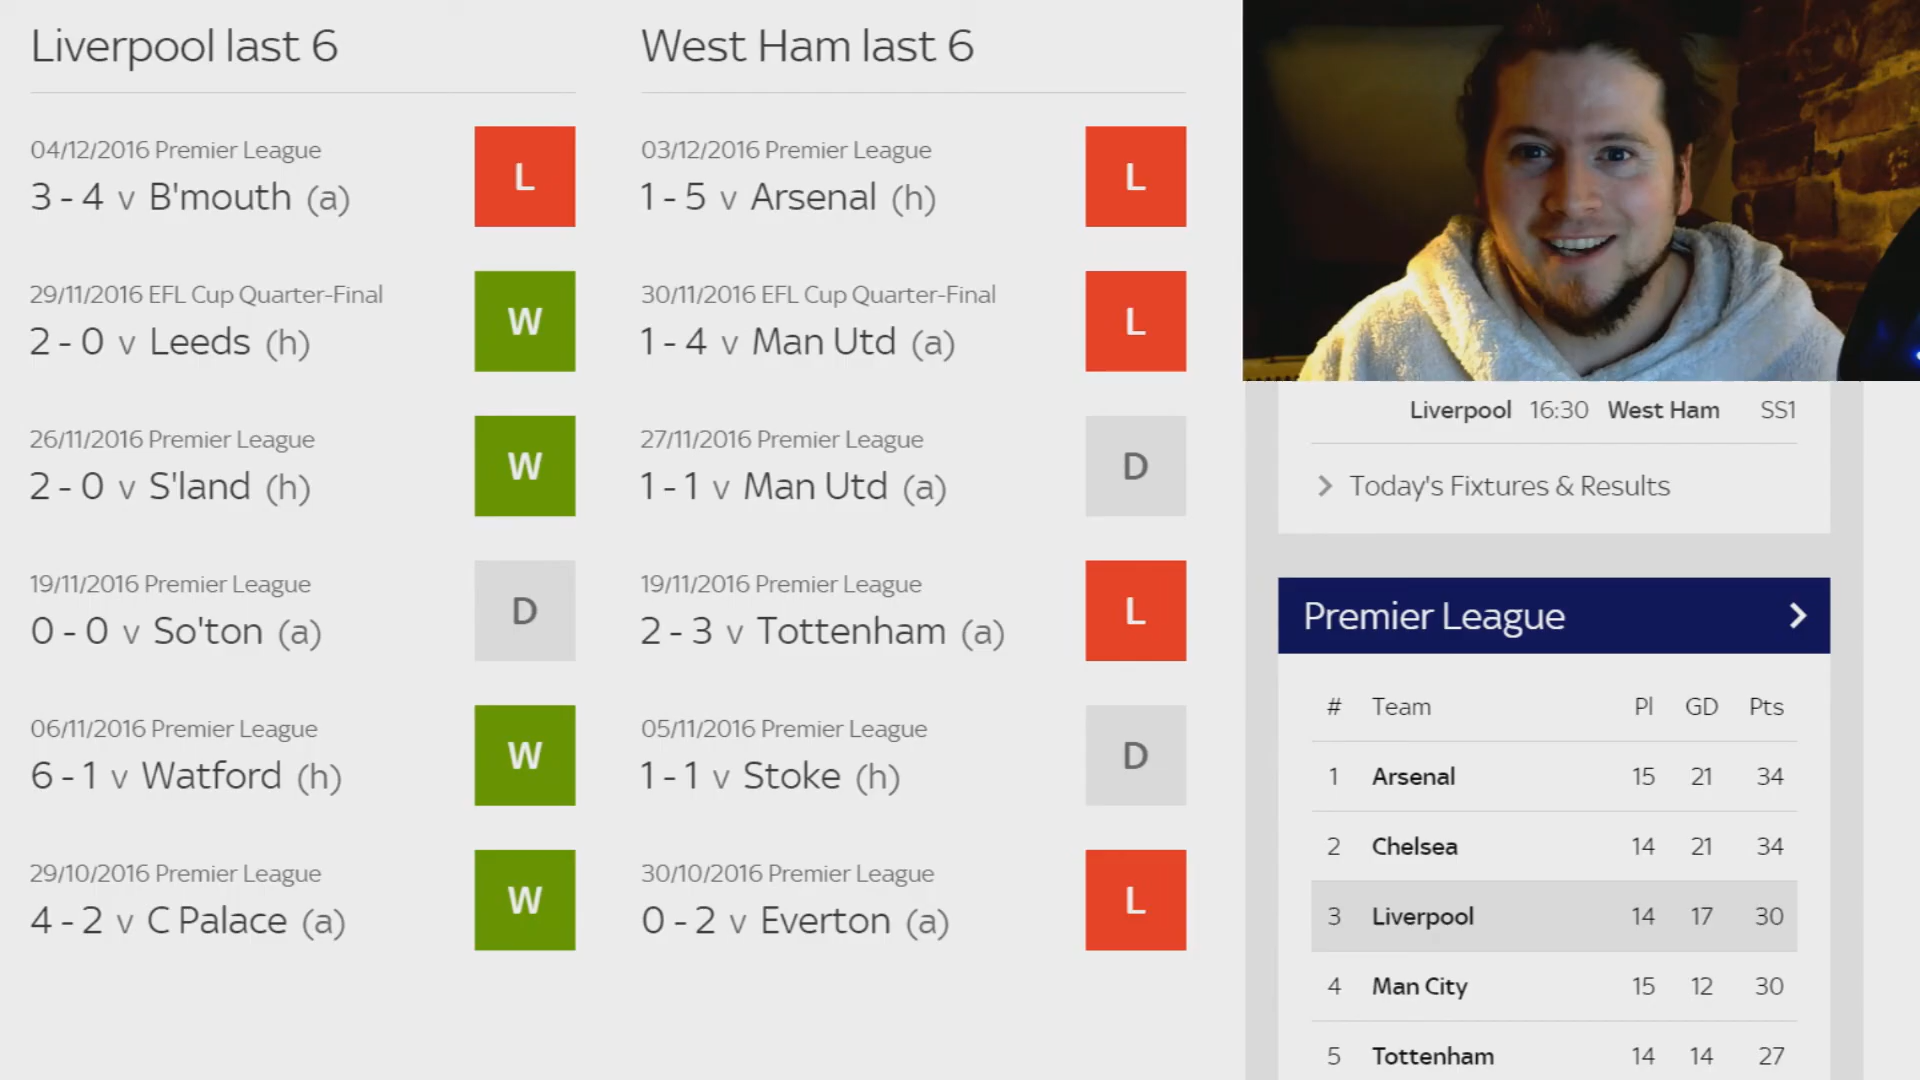 Liverpool last 6
04/12/2016 Premier League
3 - 4 v B'mouth (a)
L
29/11/2016 EFL Cup Quarter-Final
2 - 0 v Leeds (h)
W
26/11/2016 Premier League
2 - 0 v S'land (h)
W
19/11/2016 Premier League
0 - 0 v So'ton (a)
D
06/11/2016 Premier League
6 - 1 v Watford (h)
W
29/10/2016 Premier League
4 - 2 v C Palace (a)
W
West Ham last 6
03/12/2016 Premier League
1 - 5 v Arsenal (h)
L
30/11/2016 EFL Cup Quarter-Final
1 - 4 v Man Utd (a)
L
27/11/2016 Premier League
1 - 1 v Man Utd (a)
D
19/11/2016 Premier League
2 - 3 v Tottenham (a)
L
05/11/2016 Premier League
1 - 1 v Stoke (h)
D
30/10/2016 Premier League
0 - 2 v Everton (a)
L
Liverpool 16:30 West Ham SS1
Today's Fixtures & Results
Premier League
# Team Pl GD Pts
1 Arsenal 15 21 34
2 Chelsea 14 21 34
3 Liverpool 14 17 30
4 Man City 15 12 30
5 Tottenham 14 14 27